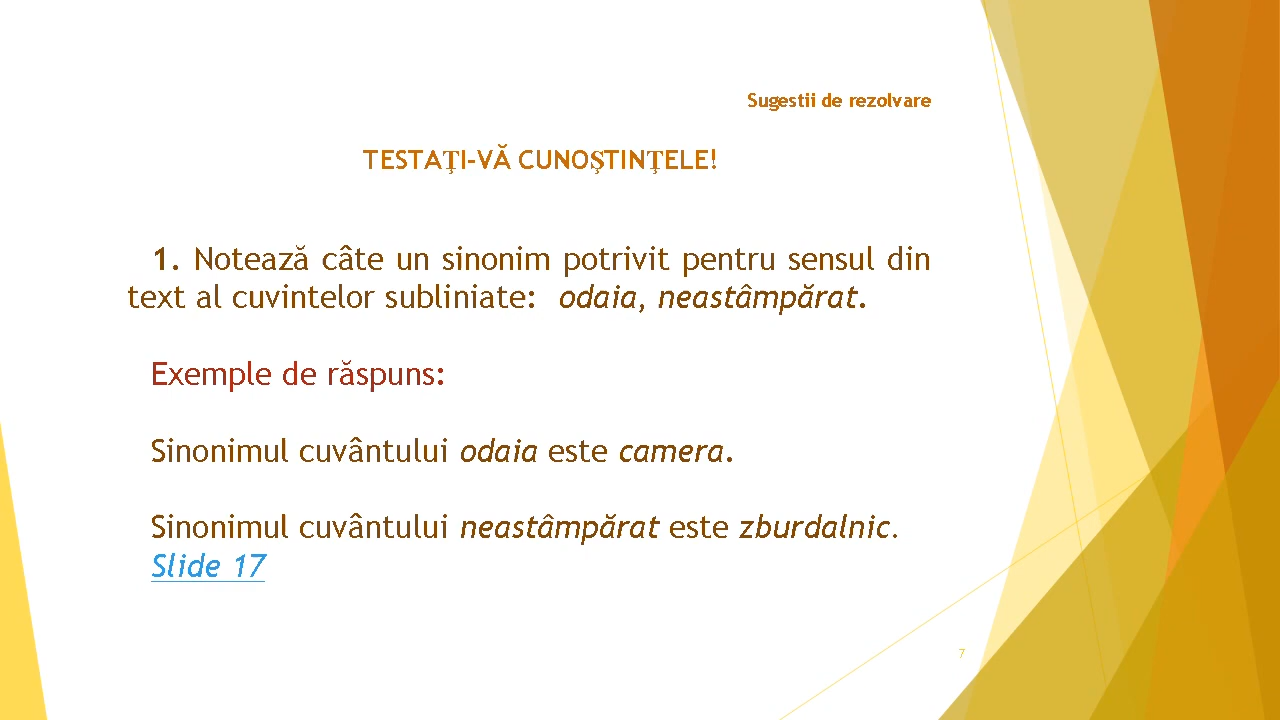 Sugestii de rezolvare
TESTAŢI-VĂ CUNOŞTINŢELE!
1. Notează câte un sinonim potrivit pentru sensul din
text al cuvintelor subliniate: odaia, neastâmpărat.
Exemple de răspuns:
Sinonimul cuvântului odaia este camera.
Sinonimul cuvântului neastâmpărat este zburdalnic.
Slide 17
7